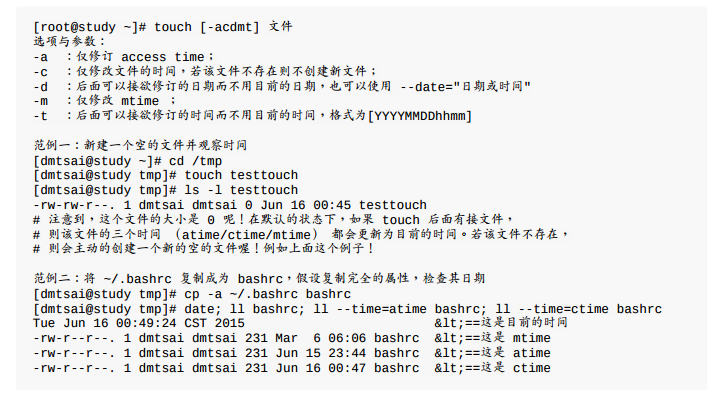 [root@study ~]# touch [-acdmt] 文件
选项与参数：
-a  ：仅修订 access time；
-c  ：仅修改文件的时间，若该文件不存在则不创建新文件；
-d  ：后面可以接欲修订的日期而不用目前的日期，也可以使用 --date="日期或时间"
-m  ：仅修改 mtime ；
-t  ：后面可以接欲修订的时间而不用目前的时间，格式为[YYYYMMDDhhmm]
范例一：新建一个空的文件并观察时间
[dmtsai@study ~]# cd /tmp
[dmtsai@study tmp]# touch testtouch
[dmtsai@study tmp]# ls -l testtouch
-rw-rw-r--. 1 dmtsai dmtsai 0 Jun 16 00:45 testtouch
# 注意到，这个文件的大小是 0 呢！在默认的状态下，如果 touch 后面有接文件，
# 则该文件的三个时间 （atime/ctime/mtime） 都会更新为目前的时间。若该文件不存在，
# 则会主动的创建一个新的空的文件喔！例如上面这个例子！
范例二：将 ~/.bashrc 复制成为 bashrc，假设复制完全的属性，检查其日期
[dmtsai@study tmp]# cp -a ~/.bashrc bashrc
[dmtsai@study tmp]# date; ll bashrc; ll --time=atime bashrc; ll --time=ctime bashrc
Tue Jun 16 00:49:24 CST 2015                        &lt;==这是目前的时间
-rw-r--r--. 1 dmtsai dmtsai 231 Mar  6 06:06 bashrc  &lt;==这是 mtime
-rw-r--r--. 1 dmtsai dmtsai 231 Jun 15 23:44 bashrc  &lt;==这是 atime
-rw-r--r--. 1 dmtsai dmtsai 231 Jun 16 00:47 bashrc  &lt;==这是 ctime